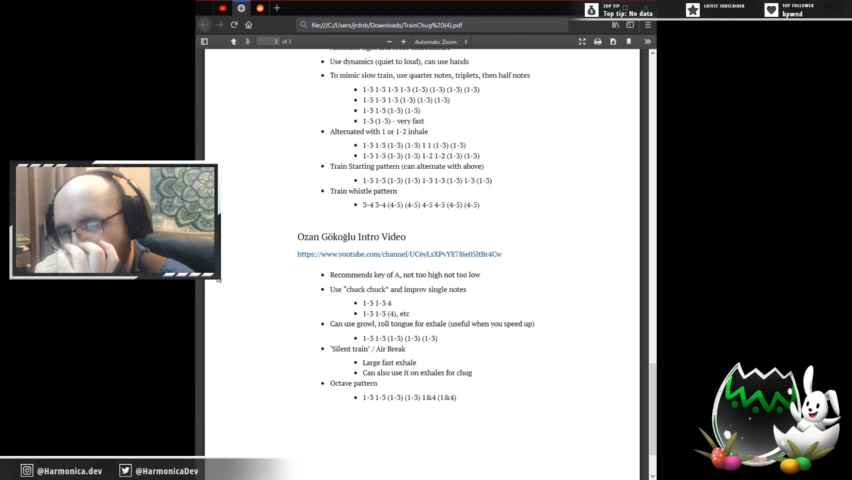 TOP TIP
Top tip: No data
LATEST SUBSCRIBER
TOP FOLLOWER
bpwnd
file:///C:/Users/jrdnb/Downloads/TrainChug%20(4).pdf
3 of 3
Automatic Zoom
Use dynamics (quiet to loud), can use hands
To mimic slow train, use quarter notes, triplets, then half notes
1-3 1-3 1-3 1-3 (1-3) (1-3) (1-3) (1-3)
1-3 1-3 1-3 (1-3) (1-3) (1-3)
1-3 1-3 (1-3) (1-3)
1-3 (1-3) - very fast
Alternated with 1 or 1-2 inhale
1-3 1-3 (1-3) (1-3) 1 1 (1-3) (1-3)
1-3 1-3 (1-3) (1-3) 1-2 1-2 (1-3) (1-3)
Train Starting pattern (can alternate with above)
1-3 1-3 (1-3) (1-3) 1-3 1-3 (1-3) 1-3 (1-3)
Train whistle pattern
3-4 3-4 (4-5) (4-5) 4-5 4-5 (4-5) (4-5)
Ozan Gökoğlu Intro Video
Recommends key of A, not too high not too low
Use “chuck chuck” and improv single notes
1-3 1-3 4
1-3 1-3 (4), etc
Can use growl, roll tongue for exhale (useful when you speed up)
1-3 1-3 (1-3) (1-3) (1-3)
'Silent train' / Air Break
Large fast exhale
Can also use it on exhales for chug
Octave pattern
1-3 1-3 (1-3) (1-3) 1&4 (1&4)
@Harmonica.dev
@HarmonicaDev